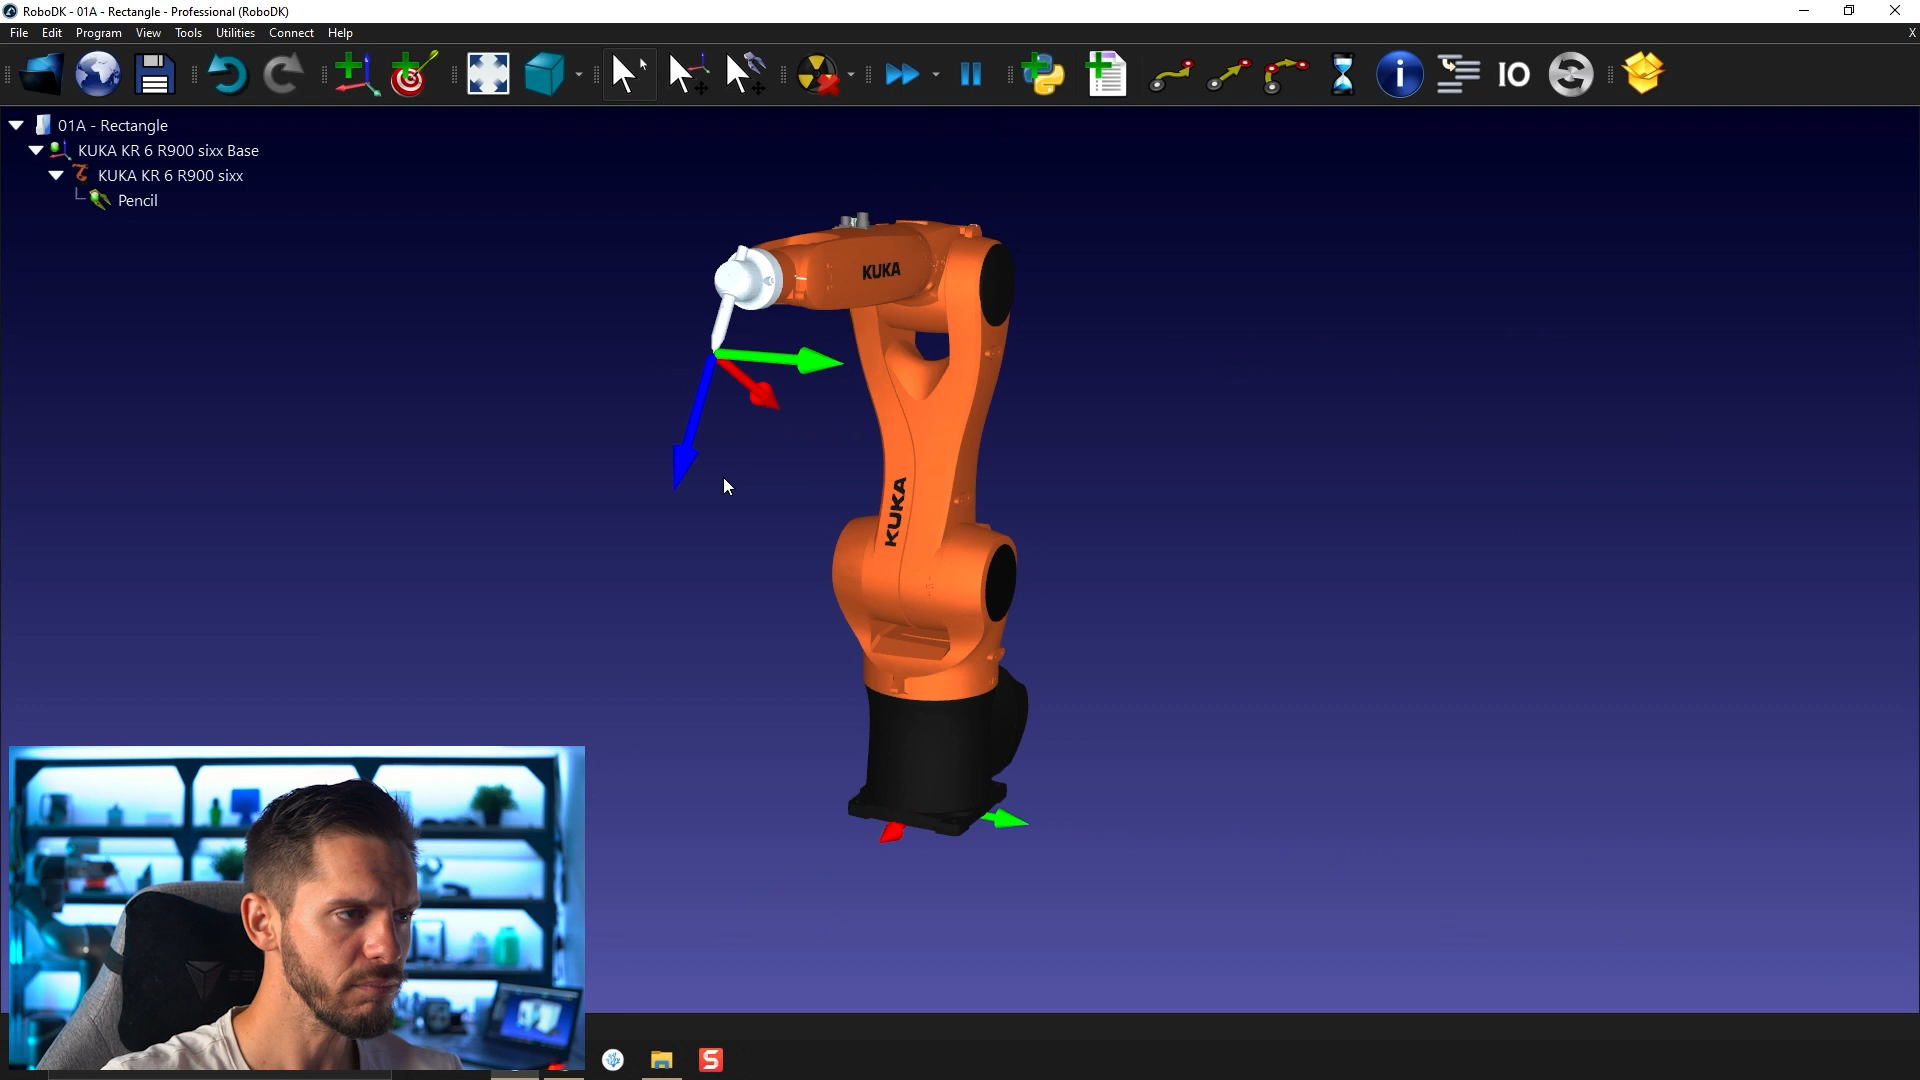 RoboDK - 01A - Rectangle - Professional (RoboDK)
File Edit Program View Tools Utilities Connect Help
X
IO
01A - Rectangle
KUKA KR 6 R900 sixx Base
KUKA KR 6 R900 sixx
Pencil
KUKA
KUKA
S